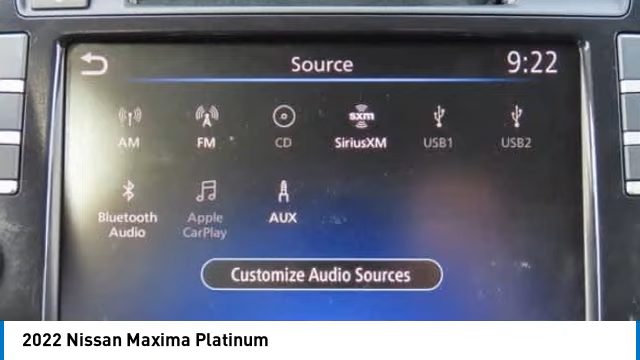 Source
9:22
AM
FM
CD
sxm
SiriusXM
USB1
USB2
Bluetooth
Audio
Apple
CarPlay
AUX
Customize Audio Sources
2022 Nissan Maxima Platinum